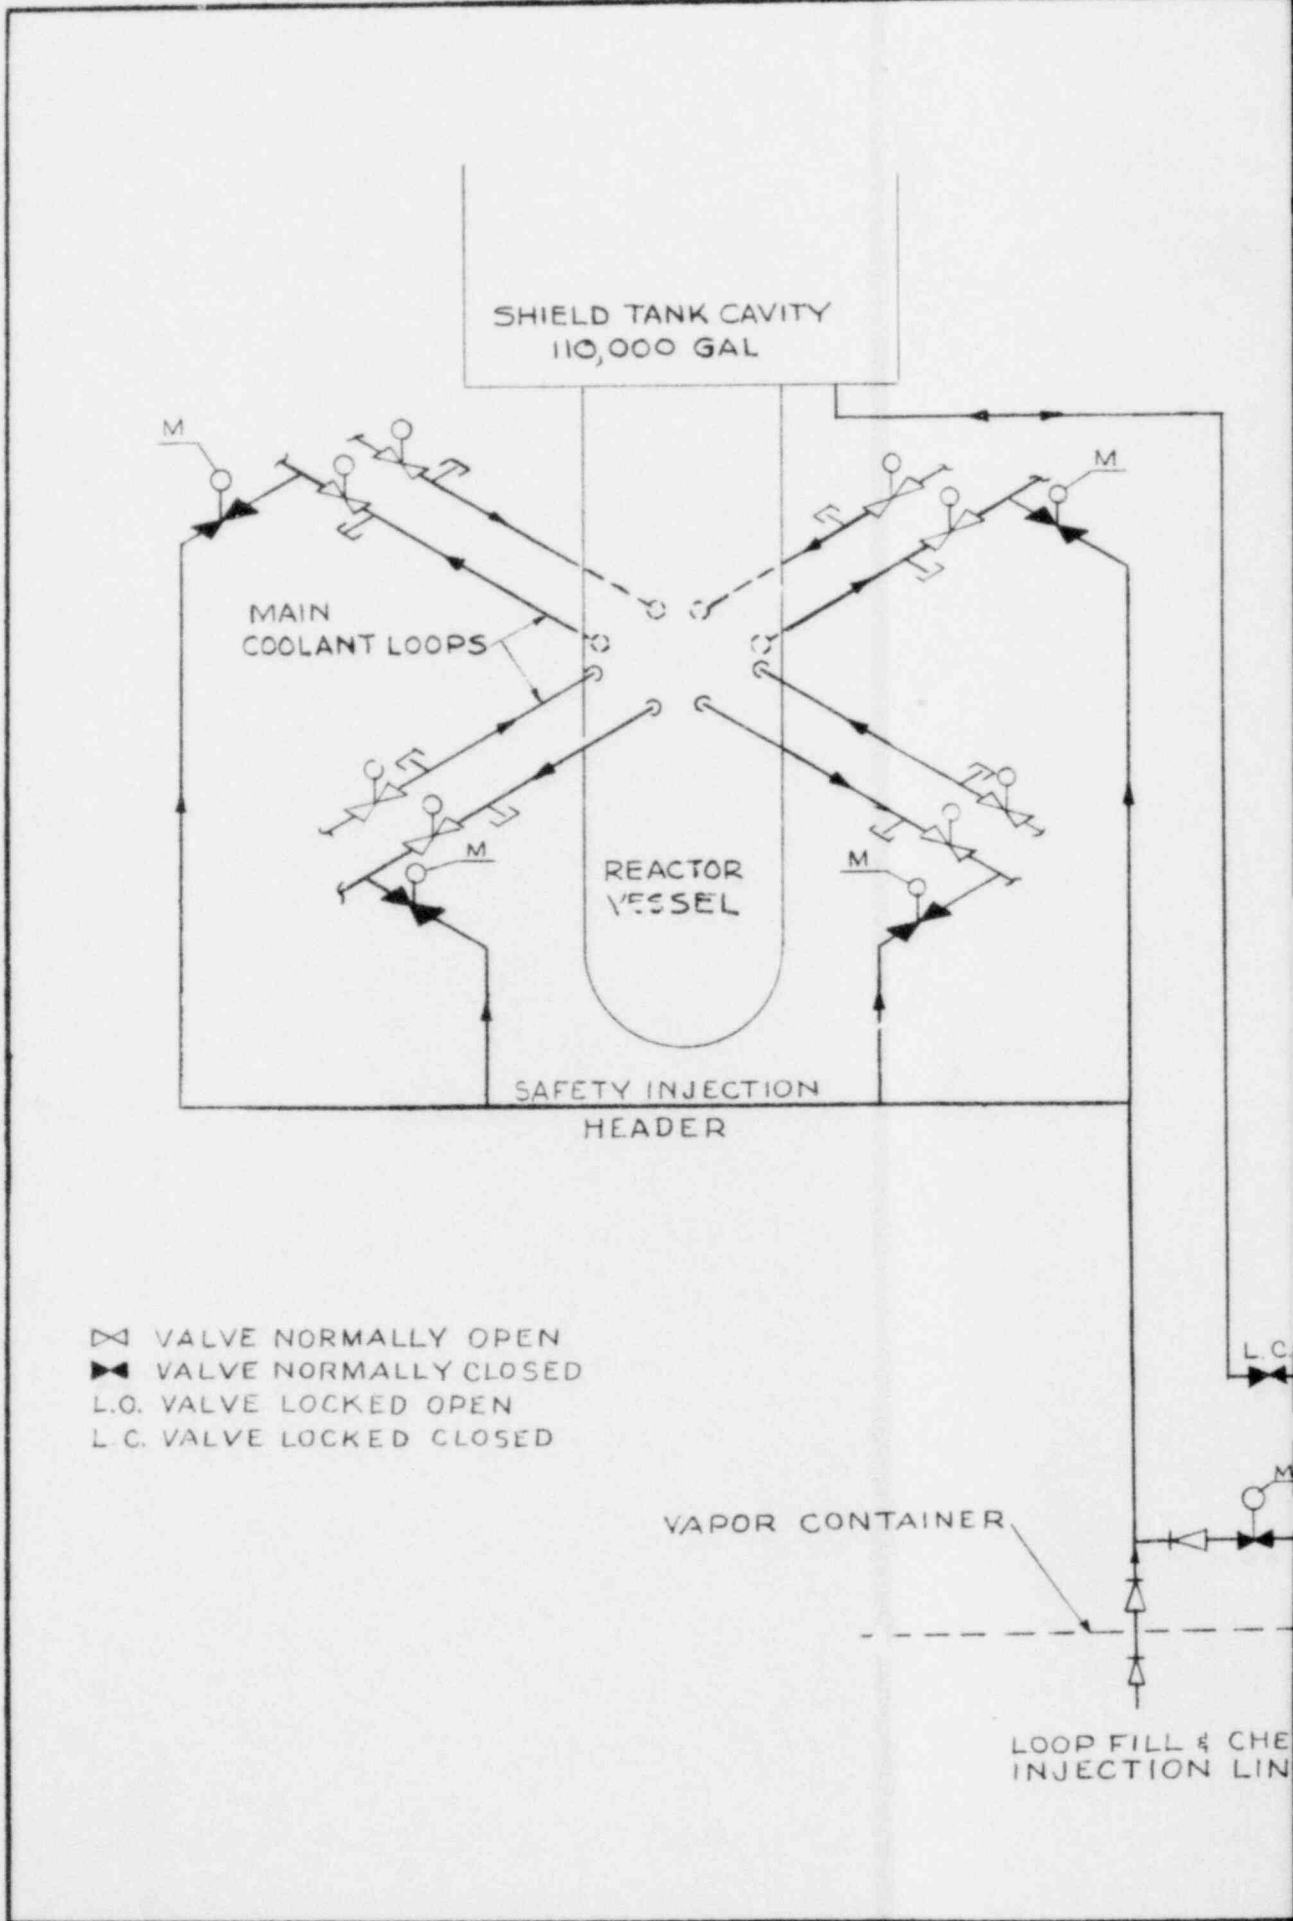 SHIELD TANK CAVITY
110,000 GAL
M
M
MAIN
COOLANT LOOPS
M
M
REACTOR
VESSEL
SAFETY INJECTION
HEADER
VALVE NORMALLY OPEN
VALVE NORMALLY CLOSED
L.O. VALVE LOCKED OPEN
L.C. VALVE LOCKED CLOSED
L.C.
M
VAPOR CONTAINER
LOOP FILL & CHE
INJECTION LIN